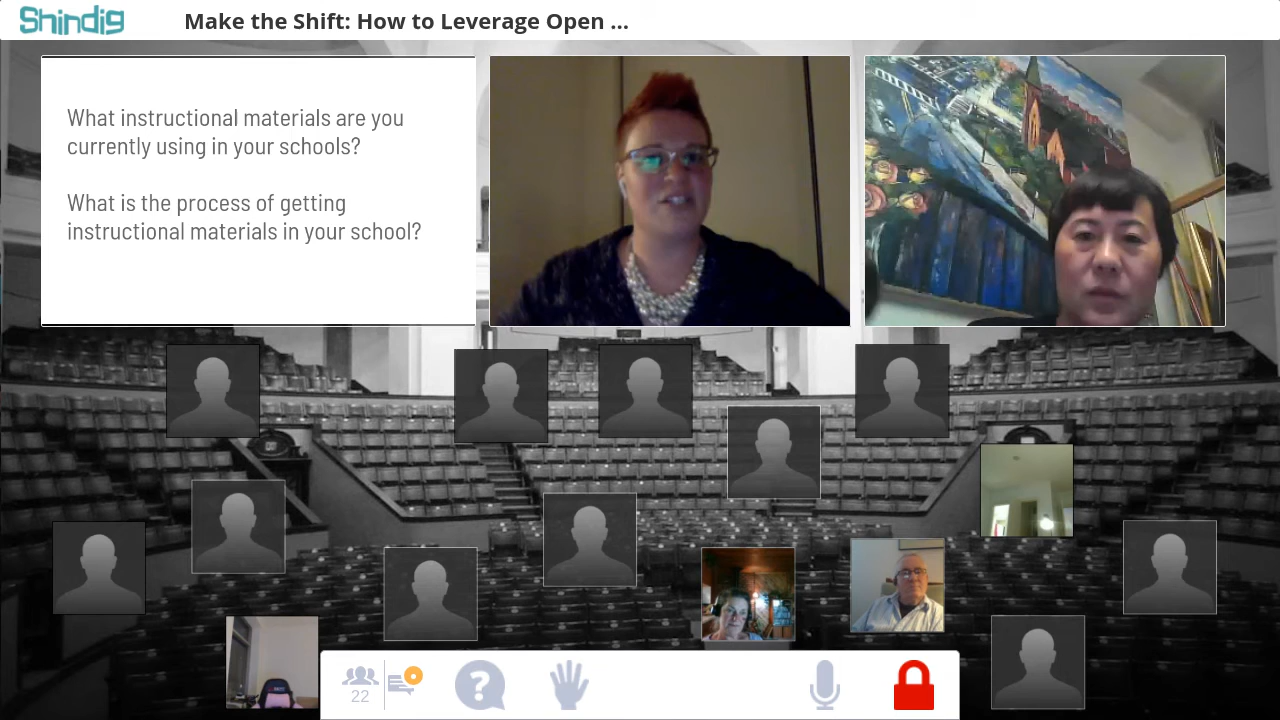 Shindig
Make the Shift: How to Leverage Open ...
What instructional materials are you
currently using in your schools?
What is the process of getting
instructional materials in your school?
22
?